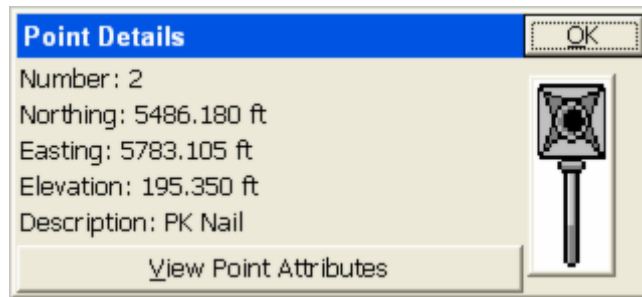 Point Details
OK
Number: 2
Northing: 5486.180 ft
Easting: 5783.105 ft
Elevation: 195.350 ft
Description: PK Nail
View Point Attributes